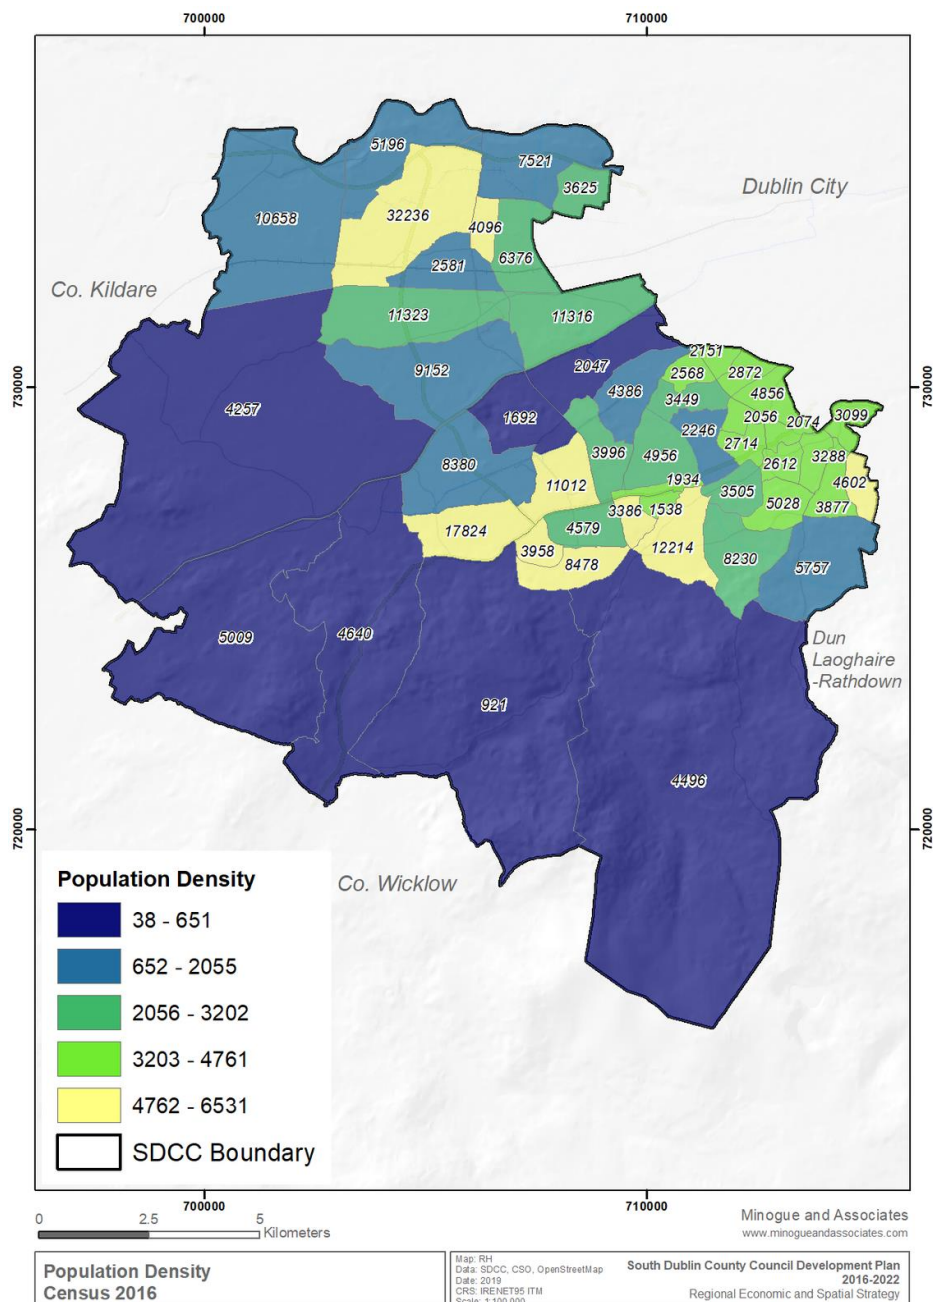 700000
710000
5196
7521
3625
Dublin City
10658
32236
4096
6376
2581
Co. Kildare
11323
11316
2151
2047
2568
2872
730000
730000
9152
4386
3449
4856
4257
1692
2056
2074
3099
2246
2714
3996
4956
3288
8380
2612
11012
1934
3505
4602
17824
3386
1538
5028
3877
4579
3958
12214
8230
8478
5757
5009
4640
Dun
Laoghaire
-Rathdown
921
4496
720000
720000
Co. Wicklow
Population Density
38 - 651
652 - 2055
2056 - 3202
3203 - 4761
4762 - 6531
SDCC Boundary
700000
710000
0 2.5 5
Kilometers
Minogue and Associates
www.minogueandassociates.com
Population Density
Census 2016
Map: RH
Data: SDCC, CSO, OpenStreetMap
Date: 2019
CRS: IRENET95 ITM
Scale: 1:100,000
South Dublin County Council Development Plan
2016-2022
Regional Economic and Spatial Strategy